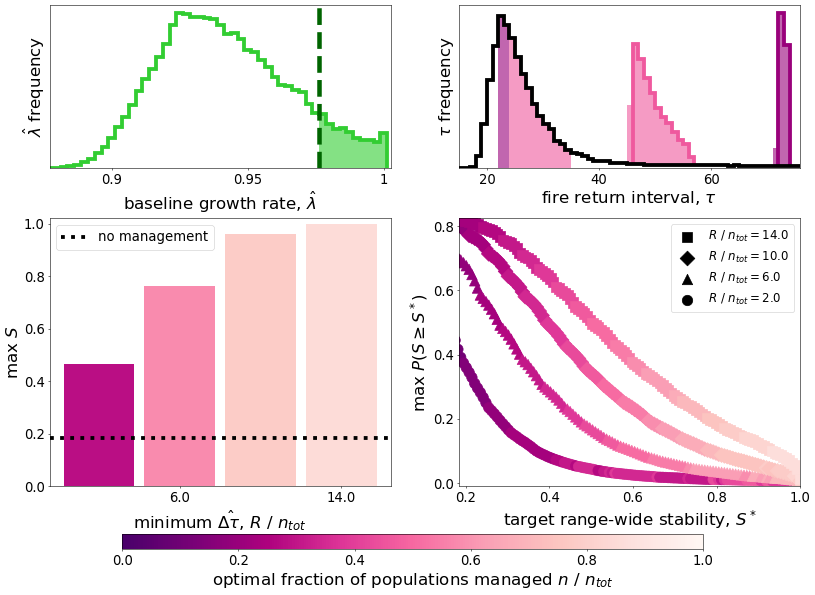 λ̂ frequency
0.9 0.95 1
baseline growth rate, λ̂
τ frequency
20 40 60
fire return interval, τ
max S
1.0
0.8
0.6
0.4
0.2
0.0
no management
6.0 14.0
minimum Δ̂τ, R / n_tot
max P(S ≥ S*)
0.8
0.6
0.4
0.2
0.0
R / n_tot = 14.0
R / n_tot = 10.0
R / n_tot = 6.0
R / n_tot = 2.0
0.2 0.4 0.6 0.8 1.0
target range-wide stability, S*
0.0 0.2 0.4 0.6 0.8 1.0
optimal fraction of populations managed n / n_tot